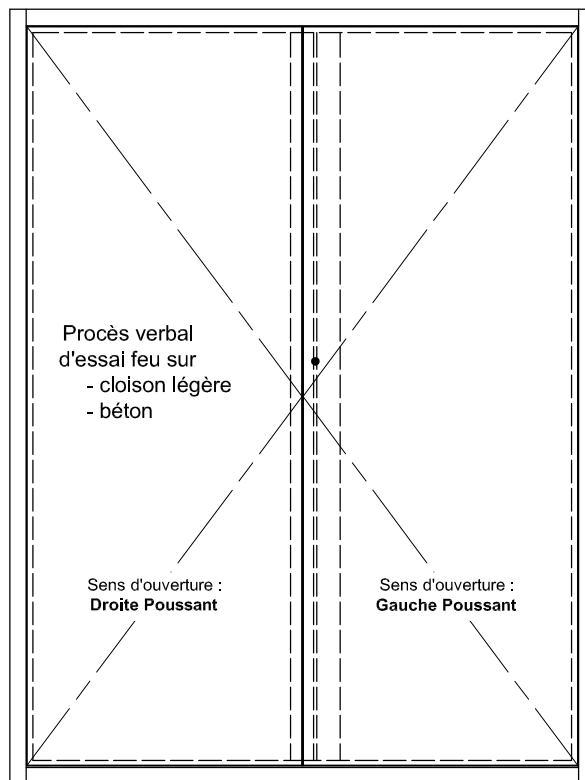 Procès verbal
d'essai feu sur
- cloison légère
- béton
Sens d'ouverture :
Droite Poussant
Sens d'ouverture :
Gauche Poussant